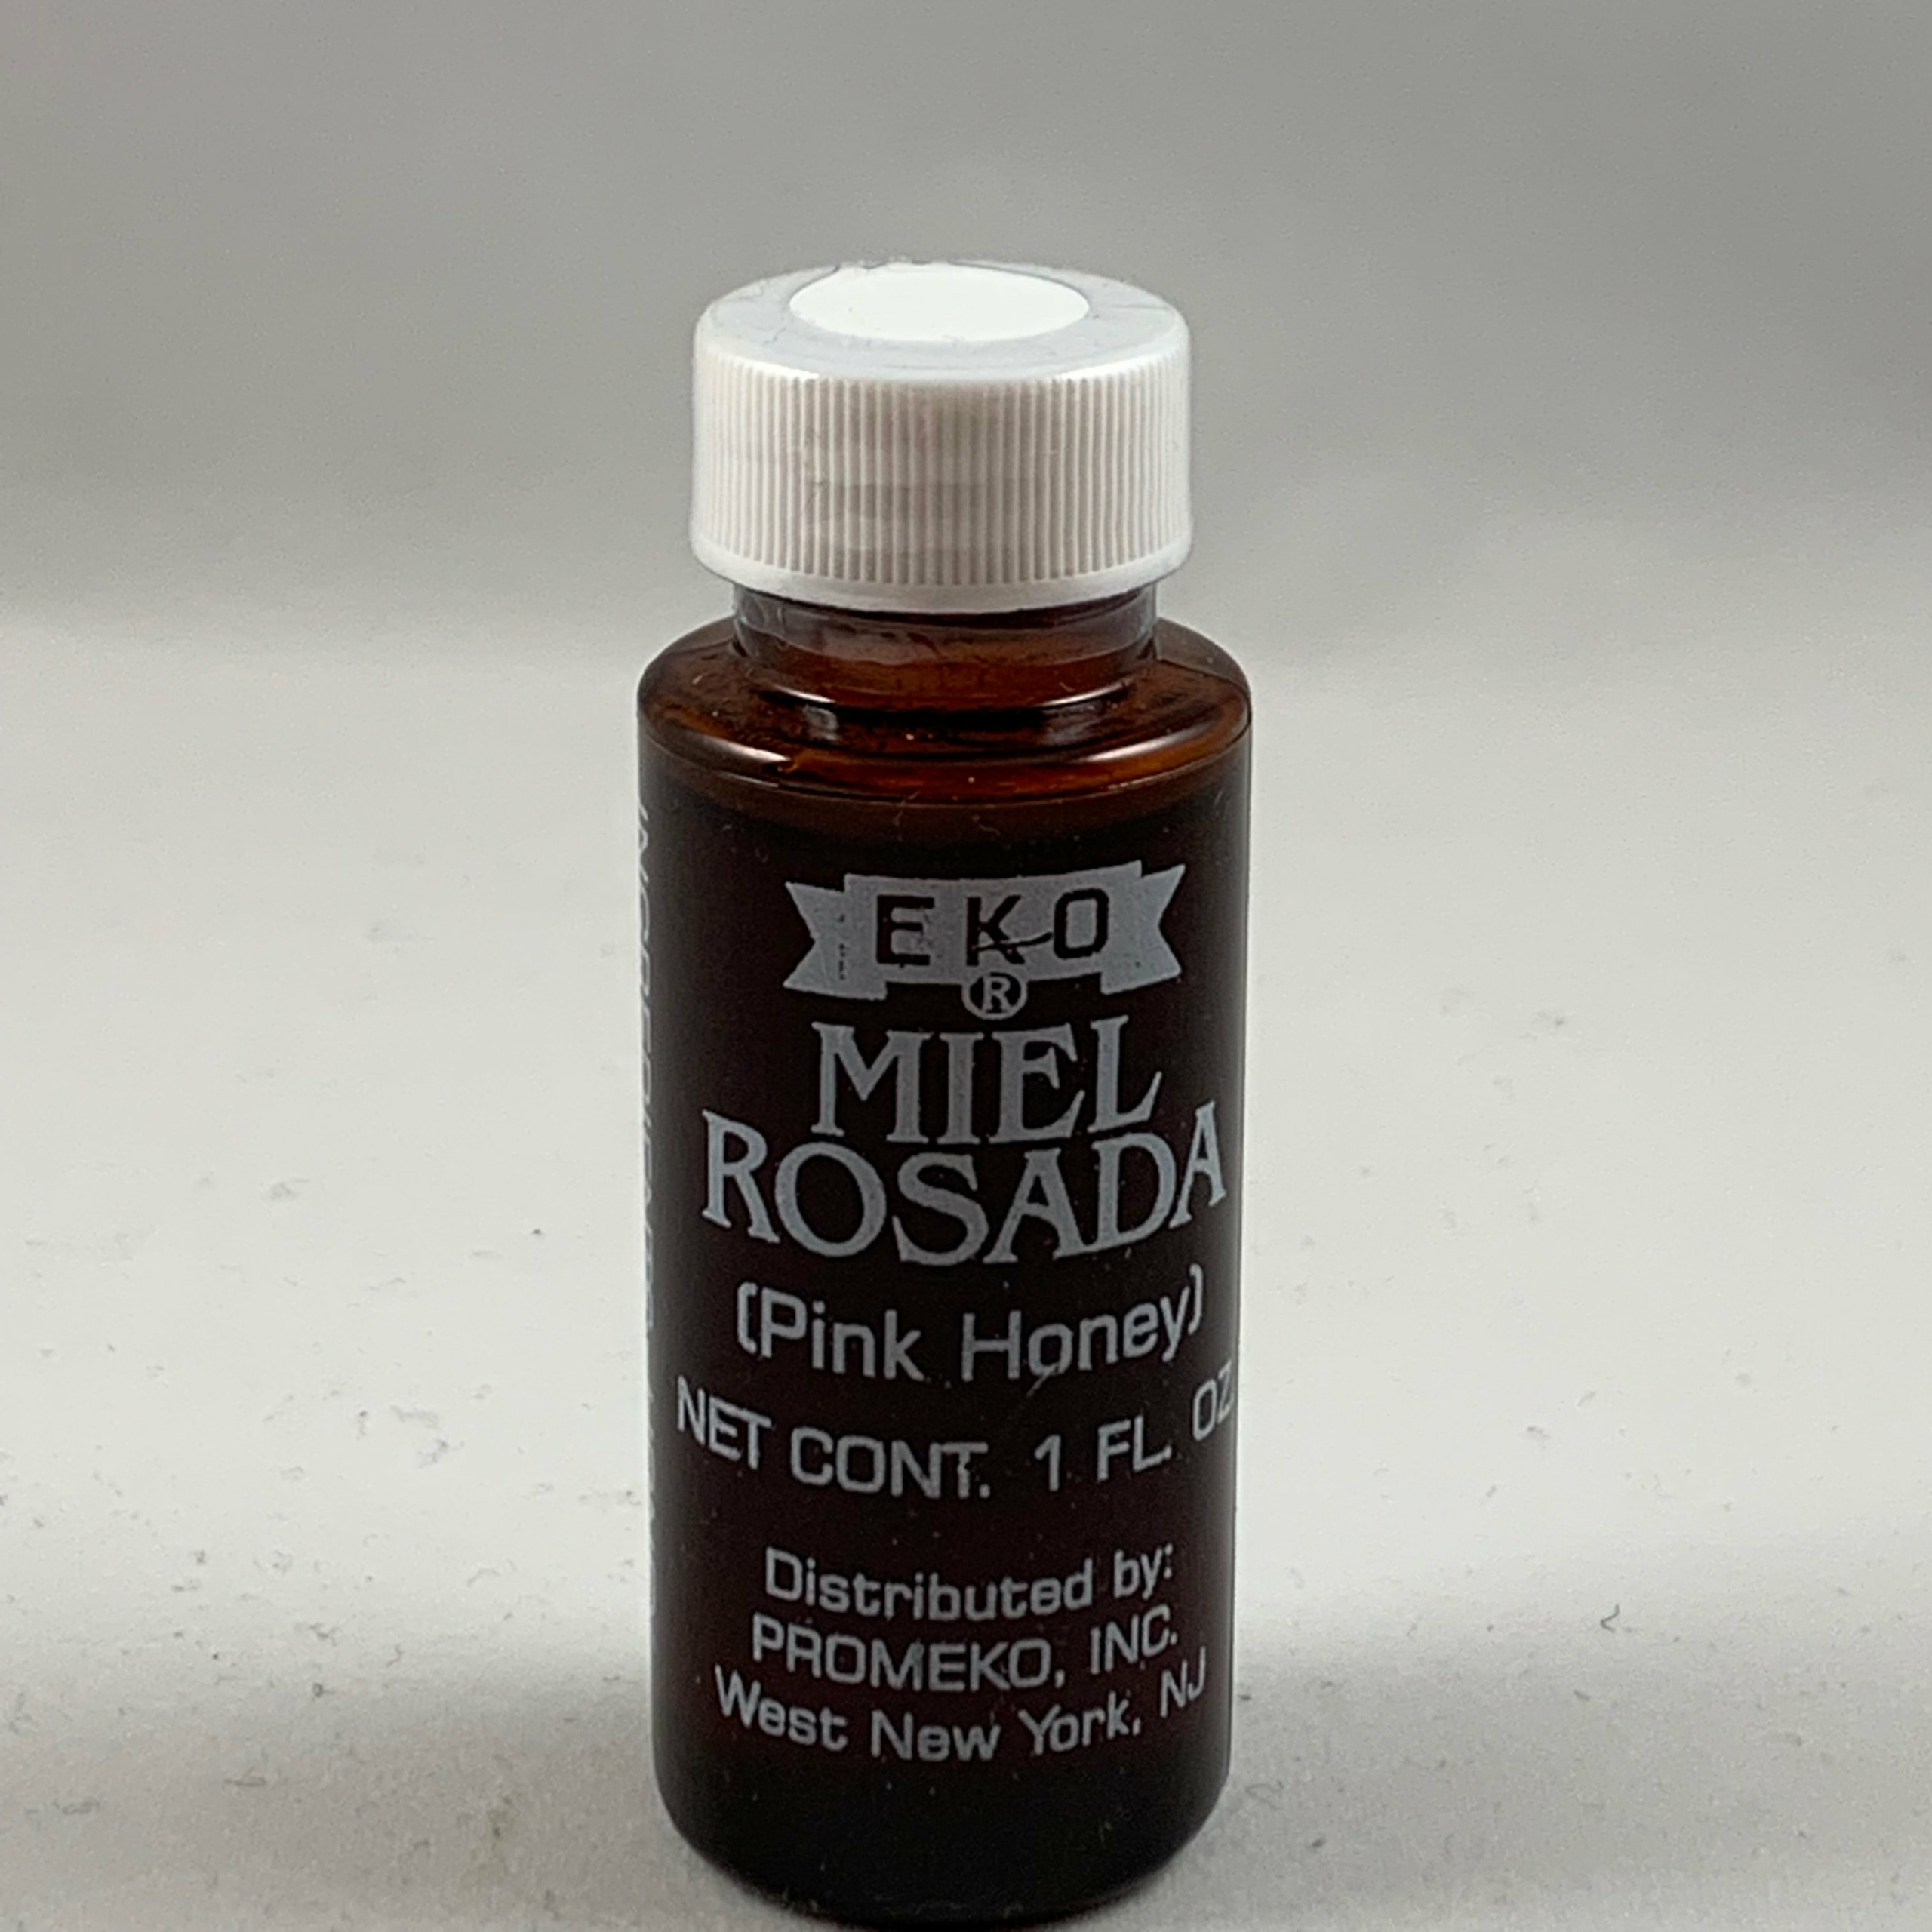 EKO
®
MIEL
ROSADA
(Pink Honey)
NET CONT. 1 FL. OZ.
Distributed by:
PROMEKO, INC.
West New York, NJ